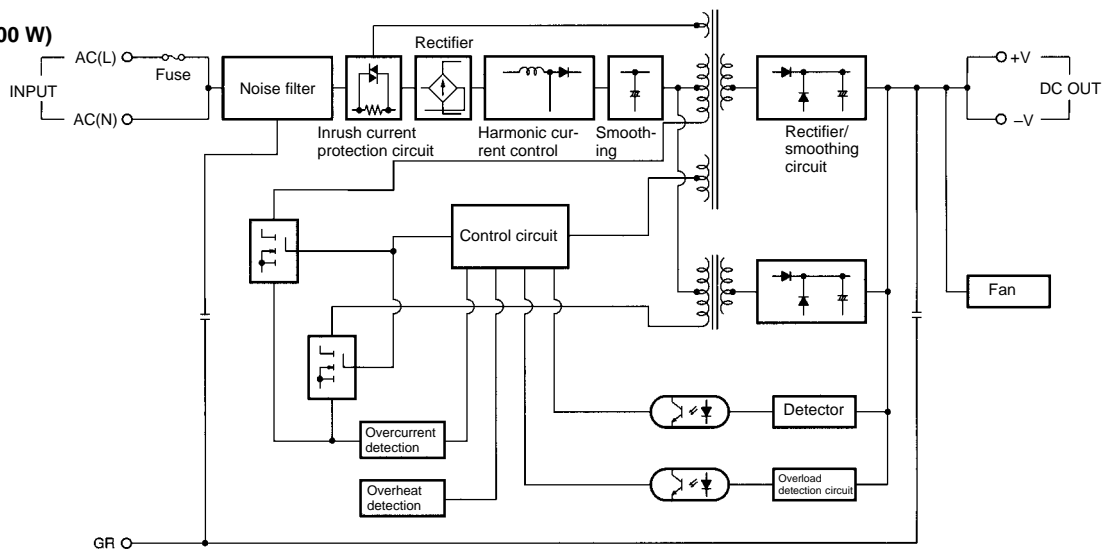 00 W)
AC(L)
Fuse
INPUT
AC(N)
Noise filter
Inrush current
protection circuit
Rectifier
Harmonic cur-
rent control
Smooth-
ing
Rectifier/
smoothing
circuit
+V
DC OUT
–V
Control circuit
Fan
Detector
Overcurrent
detection
Overload
detection circuit
Overheat
detection
GR